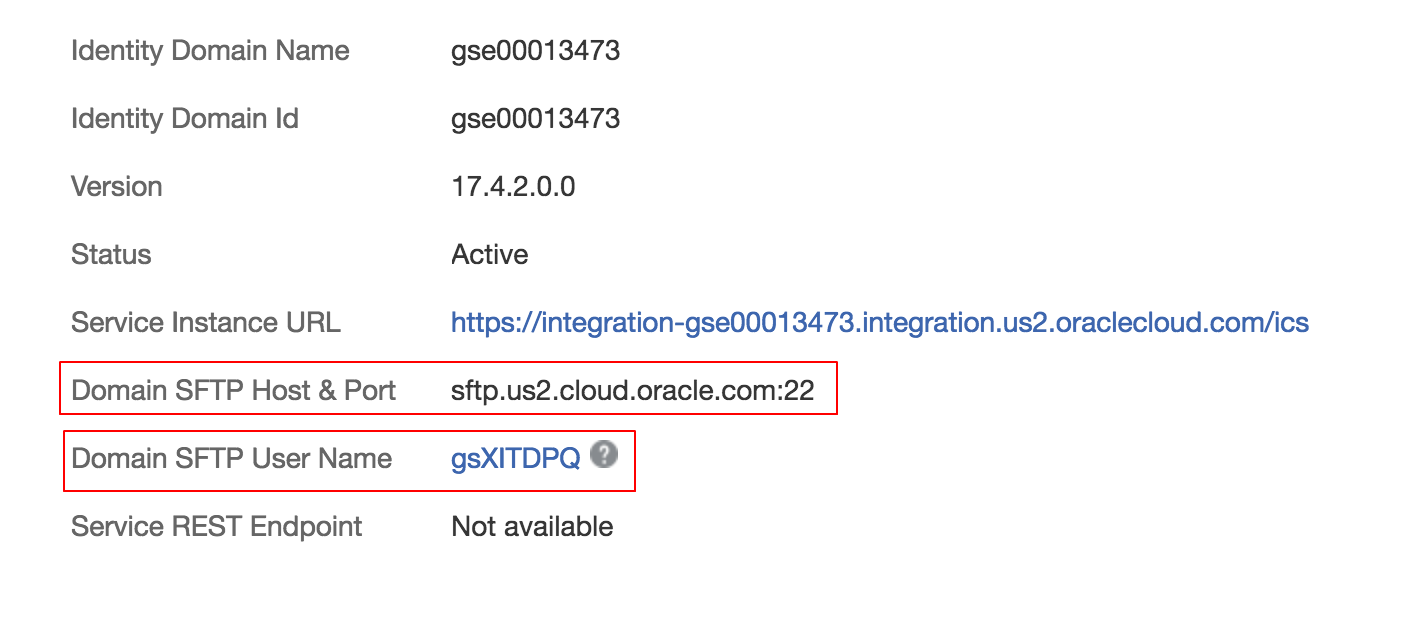 Identity Domain Name gse00013473
Identity Domain Id gse00013473
Version 17.4.2.0.0
Status Active
Service Instance URL https://integration-gse00013473.integration.us2.oraclecloud.com/ics
Domain SFTP Host & Port sftp.us2.cloud.oracle.com:22
Domain SFTP User Name gsXITDPQ ?
Service REST Endpoint Not available